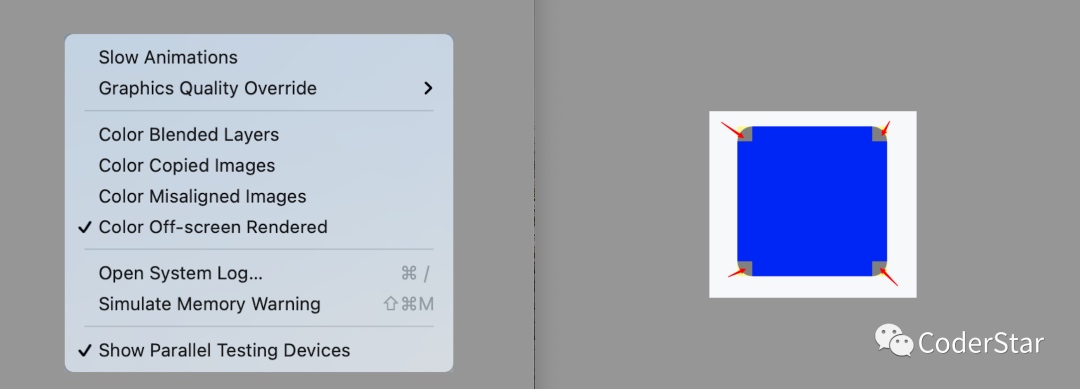 Slow Animations
Graphics Quality Override
Color Blended Layers
Color Copied Images
Color Misaligned Images
Color Off-screen Rendered
Open System Log... ⌘ /
Simulate Memory Warning ⇧⌘M
Show Parallel Testing Devices
CoderStar